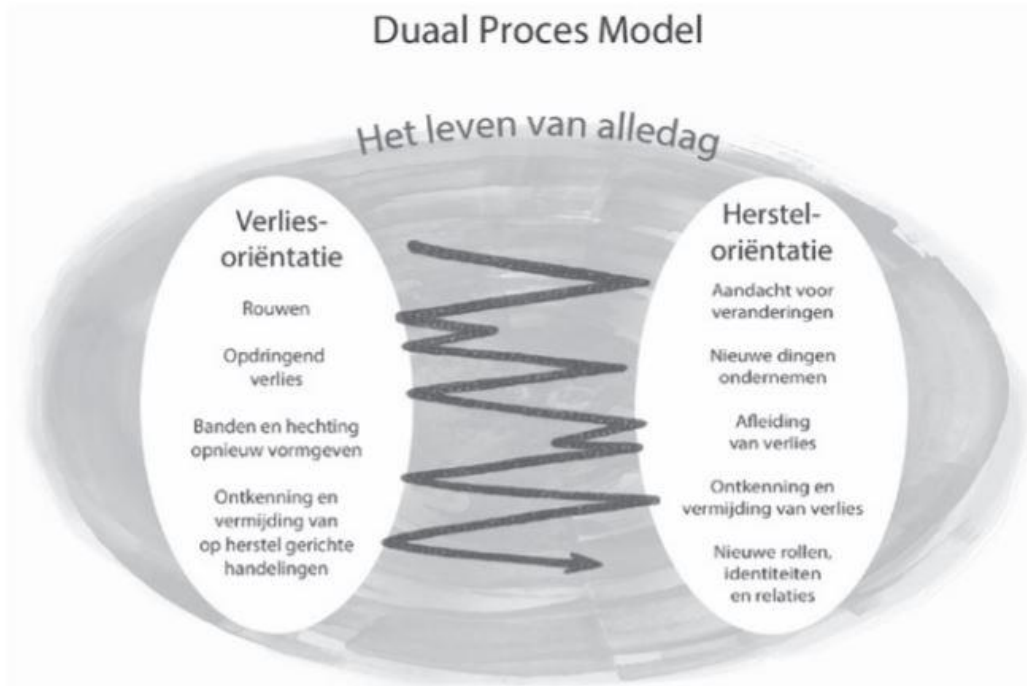 Duaal Proces Model
Het leven van alledag
Verlies-
oriëntatie
Rouwen
Opdringend
verlies
Banden en hechting
opnieuw vormgeven
Ontkenning en
vermijding van
op herstel gerichte
handelingen
Herstel-
oriëntatie
Aandacht voor
veranderingen
Nieuwe dingen
ondernemen
Afleiding
van verlies
Ontkenning en
vermijding van verlies
Nieuwe rollen,
identiteiten
en relaties